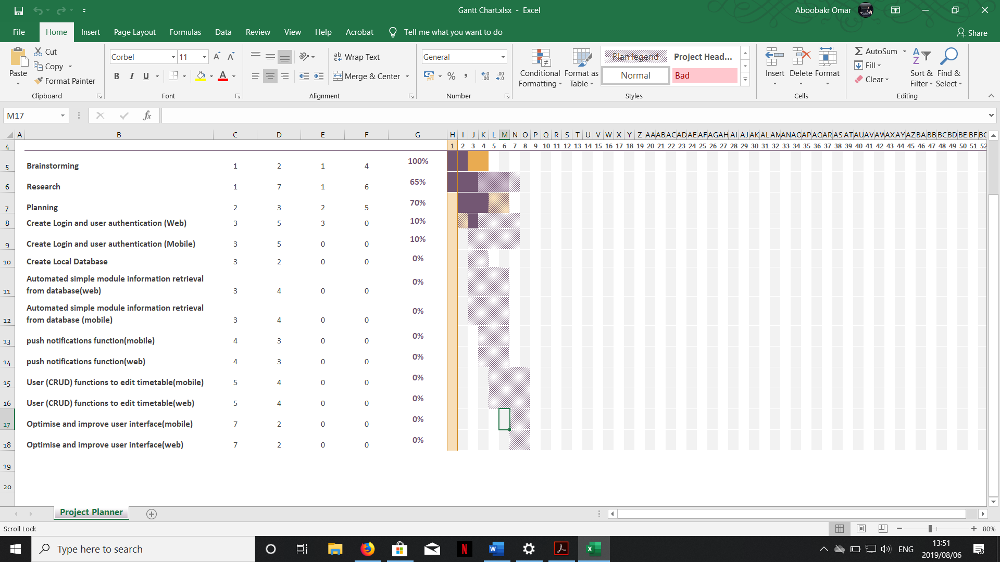 Gantt Chart.xlsx - Excel
Aboobakr Omar
File Home Insert Page Layout Formulas Data Review View Help Acrobat Tell me what you want to do Share
Paste
Cut
Copy
Format Painter
Clipboard
Corbel 11
B I U
Font
Wrap Text
Merge & Center
Alignment
General
Number
Conditional Formatting
Format as Table
Plan legend Project Head...
Normal Bad
Styles
Insert Delete Format
Cells
AutoSum
Fill
Clear
Sort & Filter
Find & Select
Editing
M17 fx
A B C D E F G H I J K L M N O P Q R S T U V W X Y Z AA AB AC AD AE AF AG AH AI AJ AK AL AM AN AO AP AQ AR AS AT AU AV AW AX AY AZ BA BB BC BD BE BF BG
4 1 2 3 4 5 6 7 8 9 10 11 12 13 14 15 16 17 18 19 20 21 22 23 24 25 26 27 28 29 30 31 32 33 34 35 36 37 38 39 40 41 42 43 44 45 46 47 48 49 50 51 52
5 Brainstorming 1 2 1 4 100%
6 Research 1 7 1 6 65%
7 Planning 2 3 2 5 70%
8 Create Login and user authentication (Web) 3 5 3 0 10%
9 Create Login and user authentication (Mobile) 3 5 0 0 10%
10 Create Local Database 3 2 0 0 0%
Automated simple module information retrieval
11 from database(web) 3 4 0 0 0%
Automated simple module information retrieval
12 from database (mobile) 3 4 0 0 0%
13 push notifications function(mobile) 4 3 0 0 0%
14 push notifications function(web) 4 3 0 0 0%
15 User (CRUD) functions to edit timetable(mobile) 5 4 0 0 0%
16 User (CRUD) functions to edit timetable(web) 5 4 0 0 0%
17 Optimise and improve user interface(mobile) 7 2 0 0 0%
18 Optimise and improve user interface(web) 7 2 0 0 0%
19
20
Project Planner
Scroll Lock
80%
Type here to search
ENG
13:51
2019/08/06